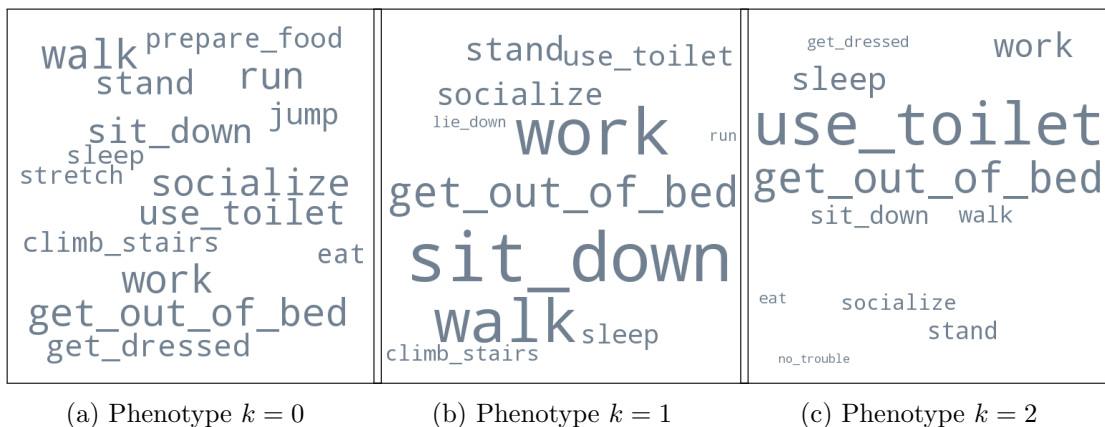 prepare_food
walk
stand
run
jump
sit_down
sleep
stretch
socialize
use_toilet
climb_stairs
eat
work
get_out_of_bed
get_dressed
(a) Phenotype k = 0
stand
use_toilet
socialize
lie_down
work
run
get_out_of_bed
sit_down
walk
sleep
climb_stairs
(b) Phenotype k = 1
get_dressed
work
sleep
use_toilet
get_out_of_bed
sit_down
walk
eat
socialize
stand
no_trouble
(c) Phenotype k = 2